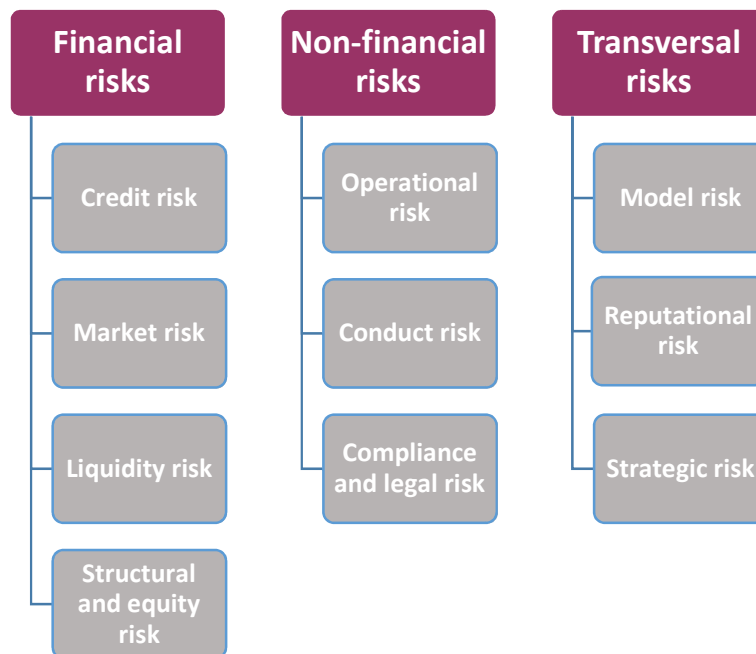 Financial
risks
Credit risk
Market risk
Liquidity risk
Structural
and equity
risk
Non-financial
risks
Operational
risk
Conduct risk
Compliance
and legal risk
Transversal
risks
Model risk
Reputational
risk
Strategic risk